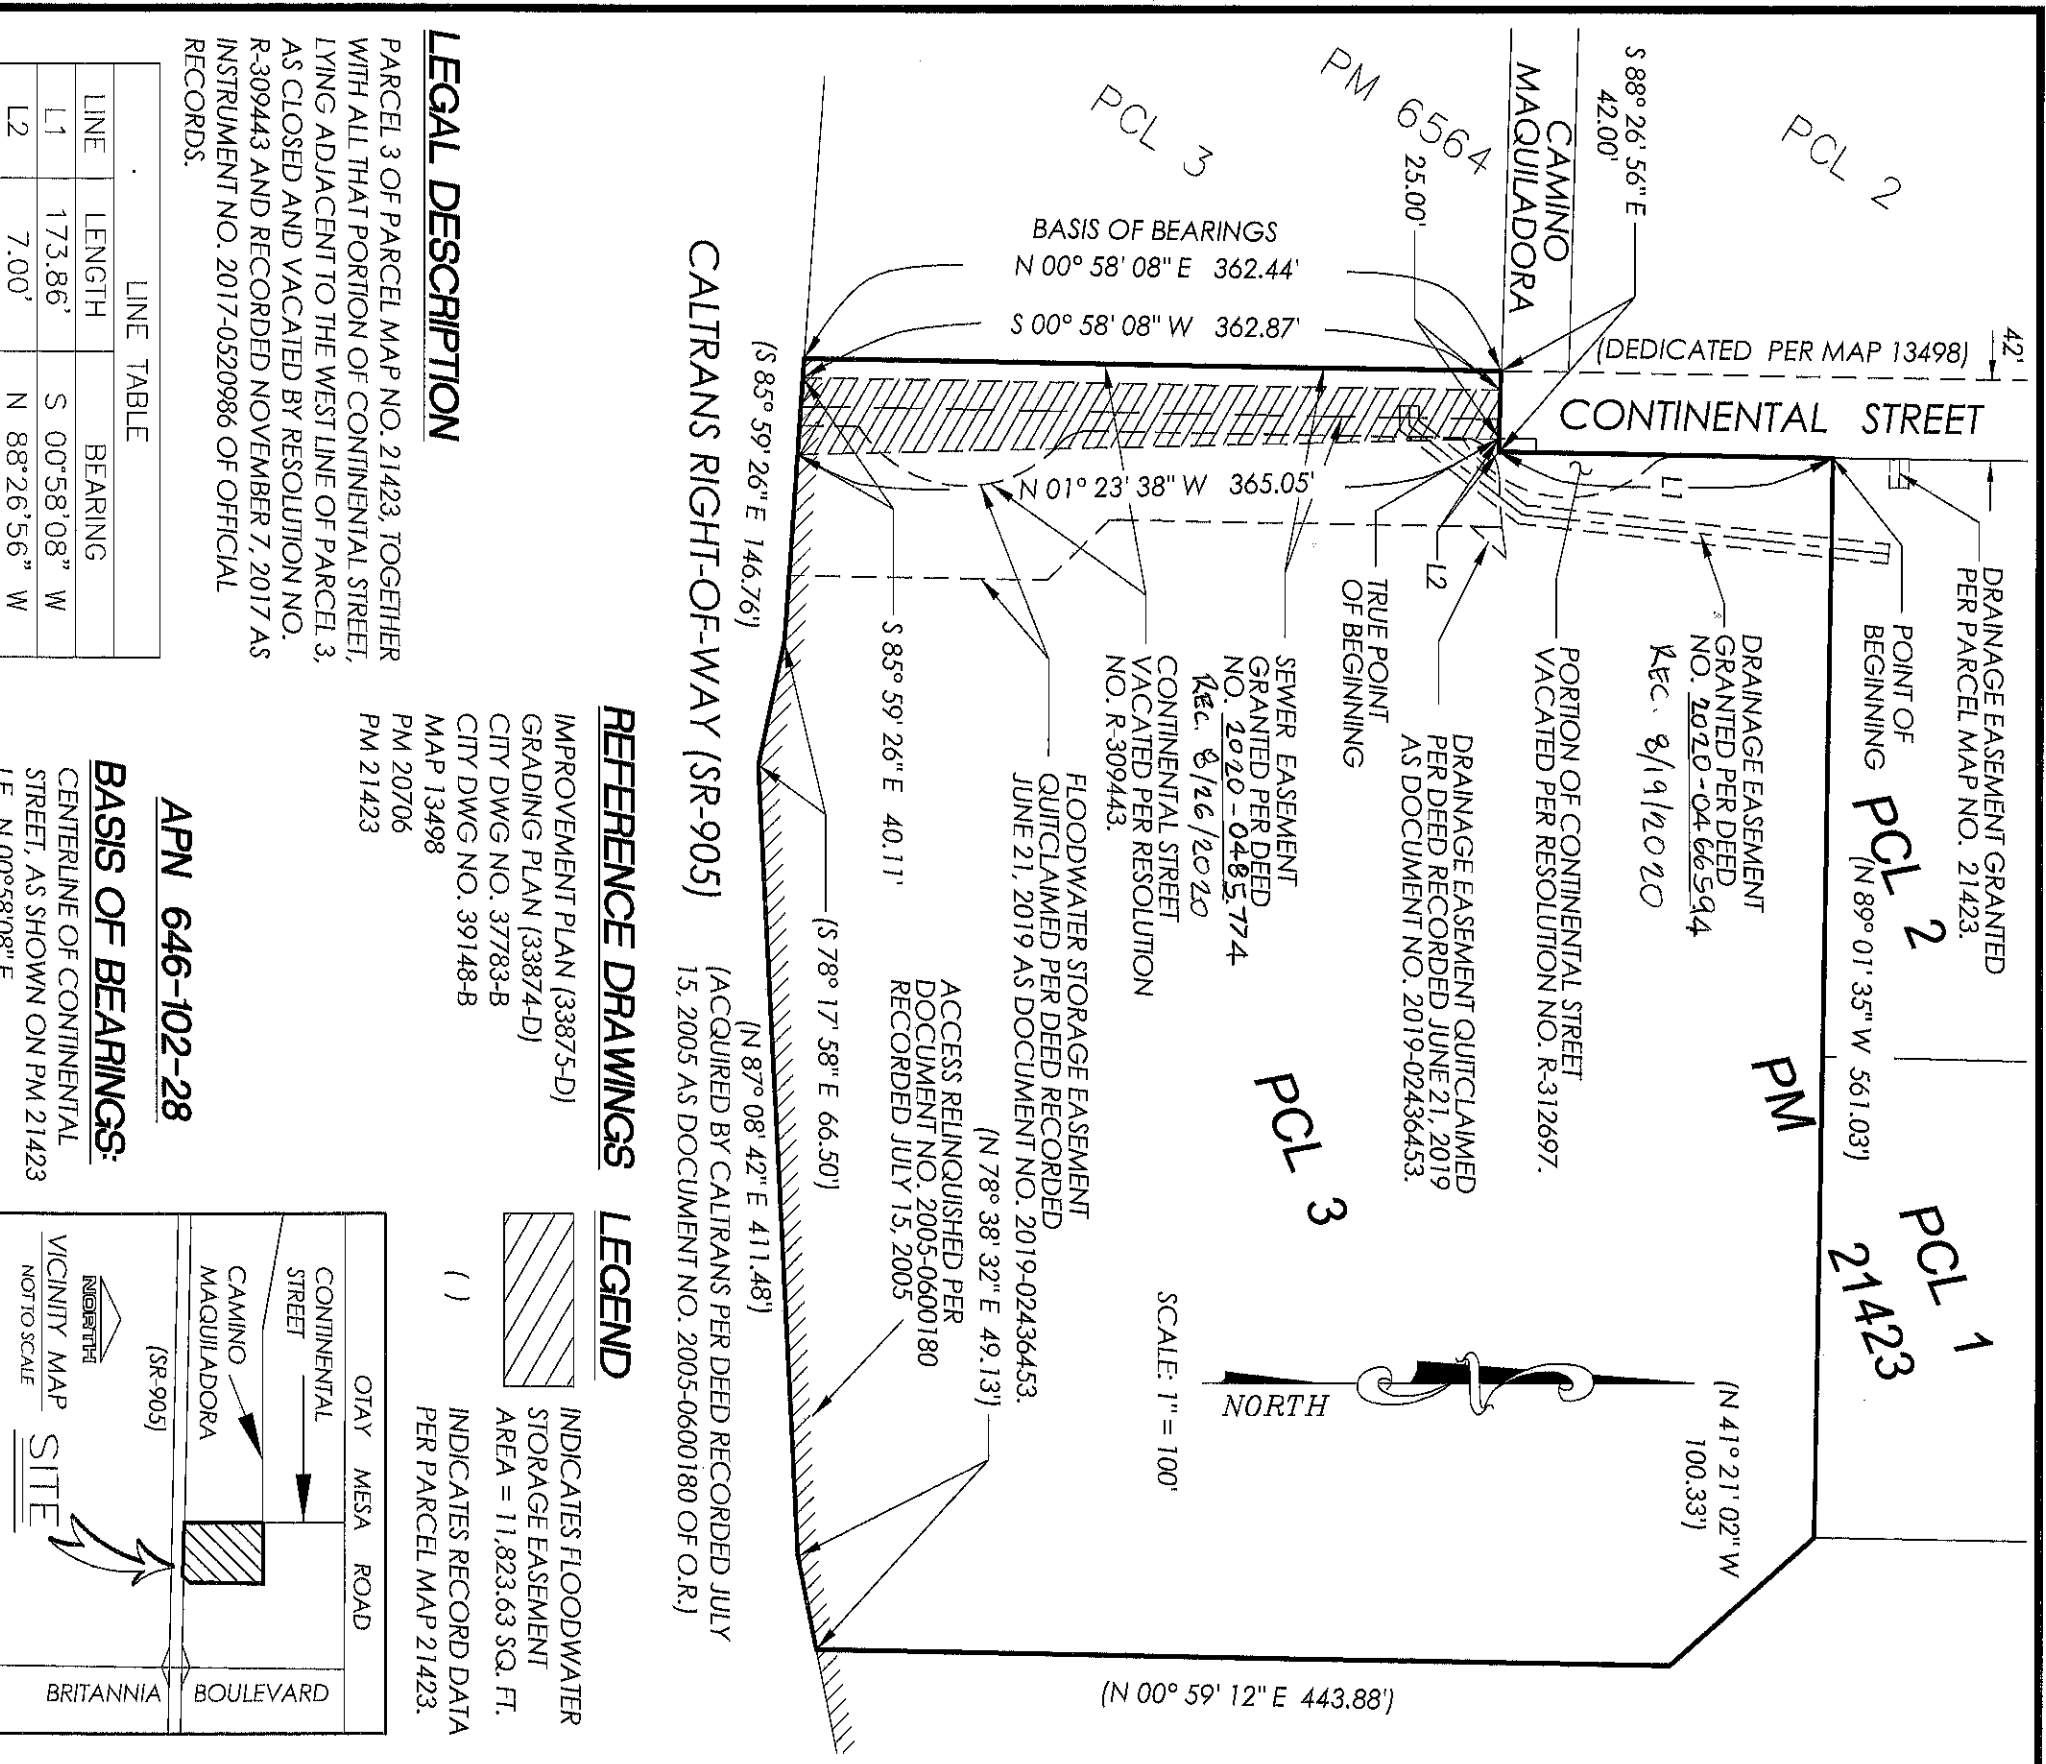 DRAINAGE EASEMENT GRANTED
PER PARCEL MAP NO. 21423.
POINT OF
BEGINNING
PCL 2
(N 89° 01' 35" W 561.03')
PCL 1
PM
21423
DRAINAGE EASEMENT
GRANTED PER DEED
NO. 2020-0466594
REC. 8/19/2020
PORTION OF CONTINENTAL STREET
VACATED PER RESOLUTION NO. R-312697.
DRAINAGE EASEMENT QUITCLAIMED
PER DEED RECORDED JUNE 21, 2019
AS DOCUMENT NO. 2019-0243645­3.
TRUE POINT
OF BEGINNING
SEWER EASEMENT
GRANTED PER DEED
NO. 2020-0485774
REC. 8/26/2020
CONTINENTAL STREET
VACATED PER RESOLUTION
NO. R-309443.
FLOODWATER STORAGE EASEMENT
QUITCLAIMED PER DEED RECORDED
JUNE 21, 2019 AS DOCUMENT NO. 2019-02436453.
ACCESS RELINQUISHED PER
DOCUMENT NO. 2005-0600180
RECORDED JULY 15, 2005
PCL 3
42'
(DEDICATED PER MAP 13498)
CONTINENTAL STREET
L1
L2
PCL 2
S 88° 26' 56" E
42.00'
CAMINO
MAQUILADORA
PM 6564
25.00'
PCL 3
BASIS OF BEARINGS
N 00° 58' 08" E 362.44'
S 00° 58' 08" W 362.87'
N 01° 23' 38" W 365.05'
S 85° 59' 26" E 40.11'
(S 85° 59' 26" E 146.76')
(S 78° 17' 58" E 66.50')
(N 87° 08' 42" E 411.48')
(N 78° 38' 32" E 49.13')
(N 00° 59' 12" E 443.88')
(N 41° 21' 02" W
100.33')
NORTH
SCALE: 1" = 100'
CALTRANS RIGHT-OF-WAY (SR-905)
(ACQUIRED BY CALTRANS PER DEED RECORDED JULY
15, 2005 AS DOCUMENT NO. 2005-0600180 OF O.R.)
LEGAL DESCRIPTION
PARCEL 3 OF PARCEL MAP NO. 21423, TOGETHER
WITH ALL THAT PORTION OF CONTINENTAL STREET,
LYING ADJACENT TO THE WEST LINE OF PARCEL 3,
AS CLOSED AND VACATED BY RESOLUTION NO.
R-309443 AND RECORDED NOVEMBER 7, 2017 AS
INSTRUMENT NO. 2017-0520986 OF OFFICIAL
RECORDS.
LINE TABLE
LINE LENGTH BEARING
L1 173.86' S 00°58'08" W
L2 7.00' N 88°26'56" W
REFERENCE DRAWINGS
IMPROVEMENT PLAN (33875-D)
GRADING PLAN (33874-D)
CITY DWG NO. 37783-B
CITY DWG NO. 39148-B
MAP 13498
PM 20706
PM 21423
APN 646-102-28
BASIS OF BEARINGS:
CENTERLINE OF CONTINENTAL
STREET, AS SHOWN ON PM 21423
I.E. N 00°58'08" E
LEGEND
INDICATES FLOODWATER
STORAGE EASEMENT
AREA = 11,823.63 SQ. FT.
( ) INDICATES RECORD DATA
PER PARCEL MAP 21423.
OTAY MESA ROAD
CONTINENTAL
STREET
CAMINO
MAQUILADORA
(SR-905)
BRITANNIA BOULEVARD
NORTH
SITE
VICINITY MAP
NOT TO SCALE